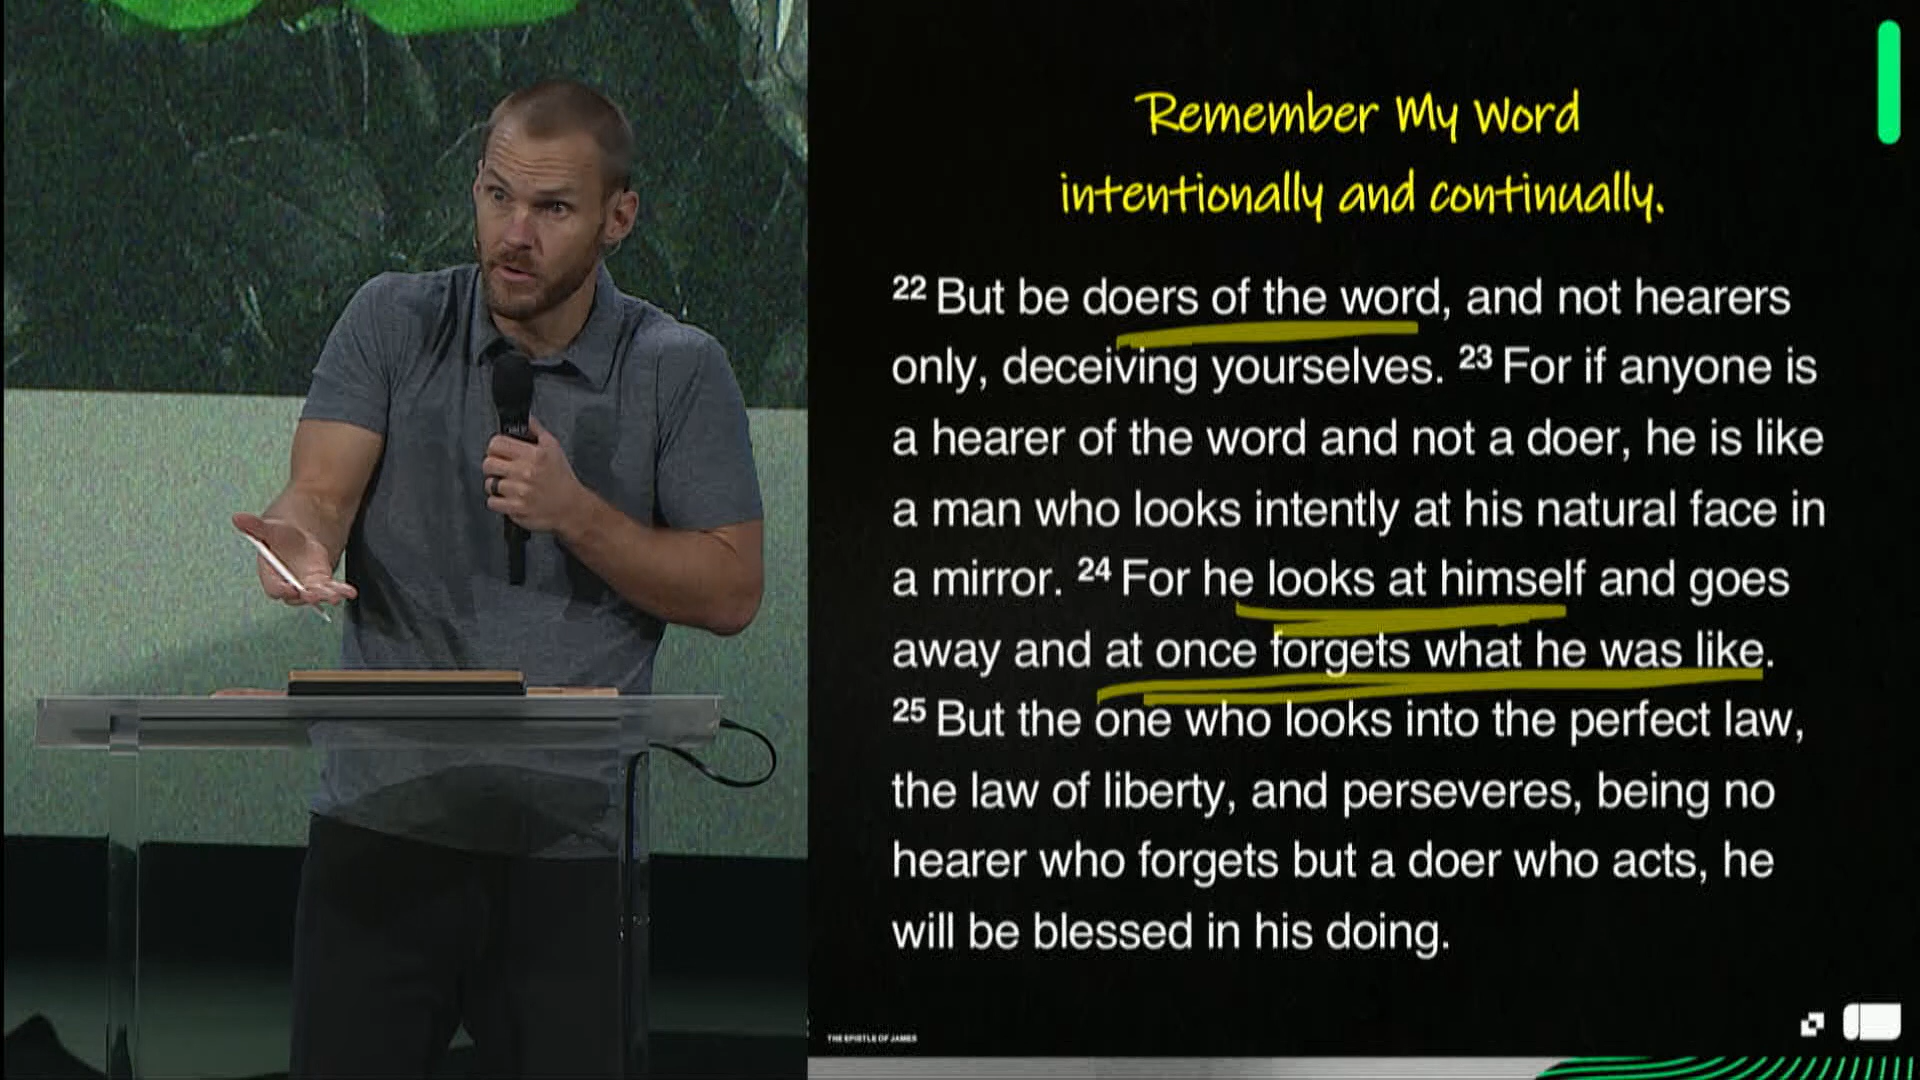 Remember My Word
intentionally and continually.
22 But be doers of the word, and not hearers
only, deceiving yourselves. 23 For if anyone is
a hearer of the word and not a doer, he is like
a man who looks intently at his natural face in
a mirror. 24 For he looks at himself and goes
away and at once forgets what he was like.
25 But the one who looks into the perfect law,
the law of liberty, and perseveres, being no
hearer who forgets but a doer who acts, he
will be blessed in his doing.
THE EPISTLE OF JAMES